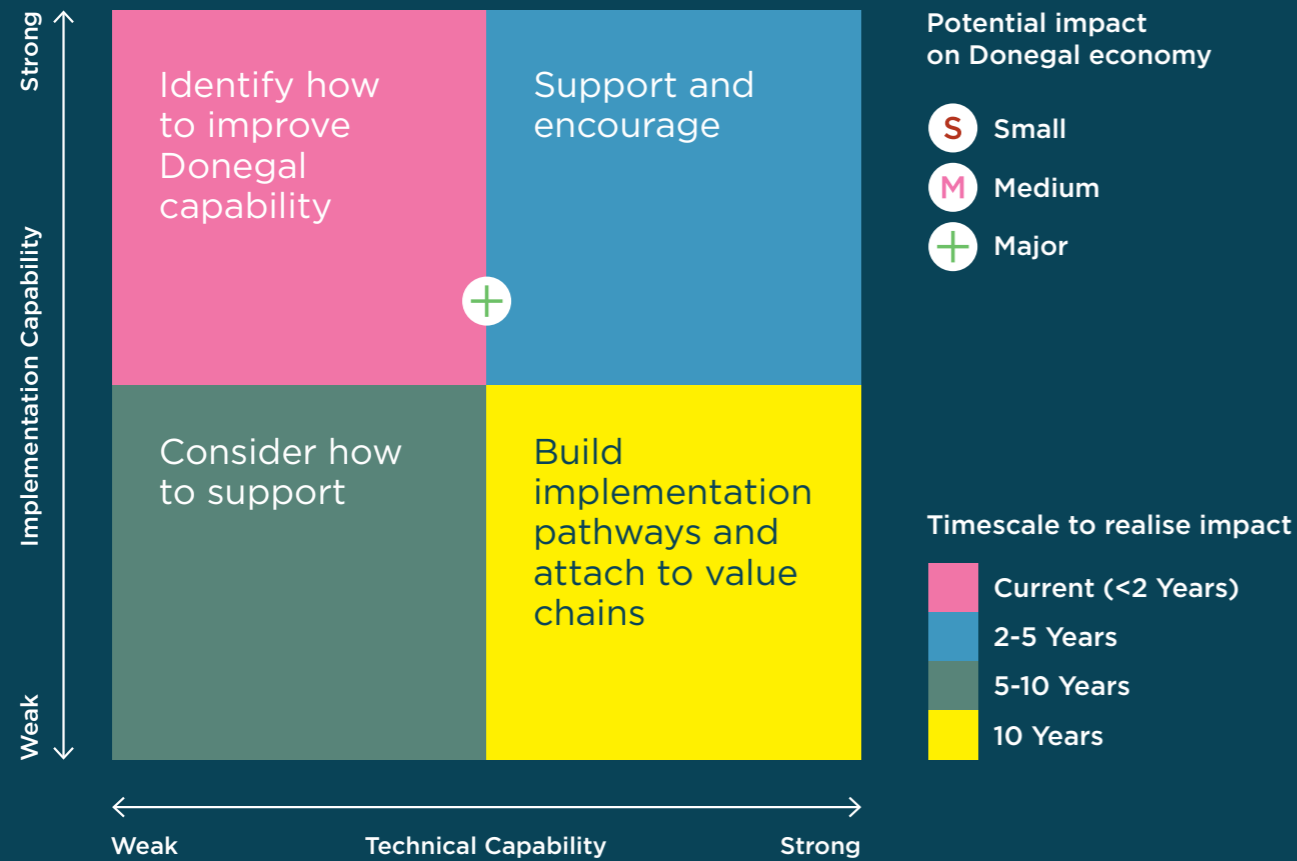 Strong
Implementation Capability
Weak
Identify how
to improve
Donegal
capability
Support and
encourage
+
Consider how
to support
Build
implementation
pathways and
attach to value
chains
Weak
Technical Capability
Strong
Potential impact
on Donegal economy
S Small
M Medium
+ Major
Timescale to realise impact
Current (<2 Years)
2-5 Years
5-10 Years
10 Years